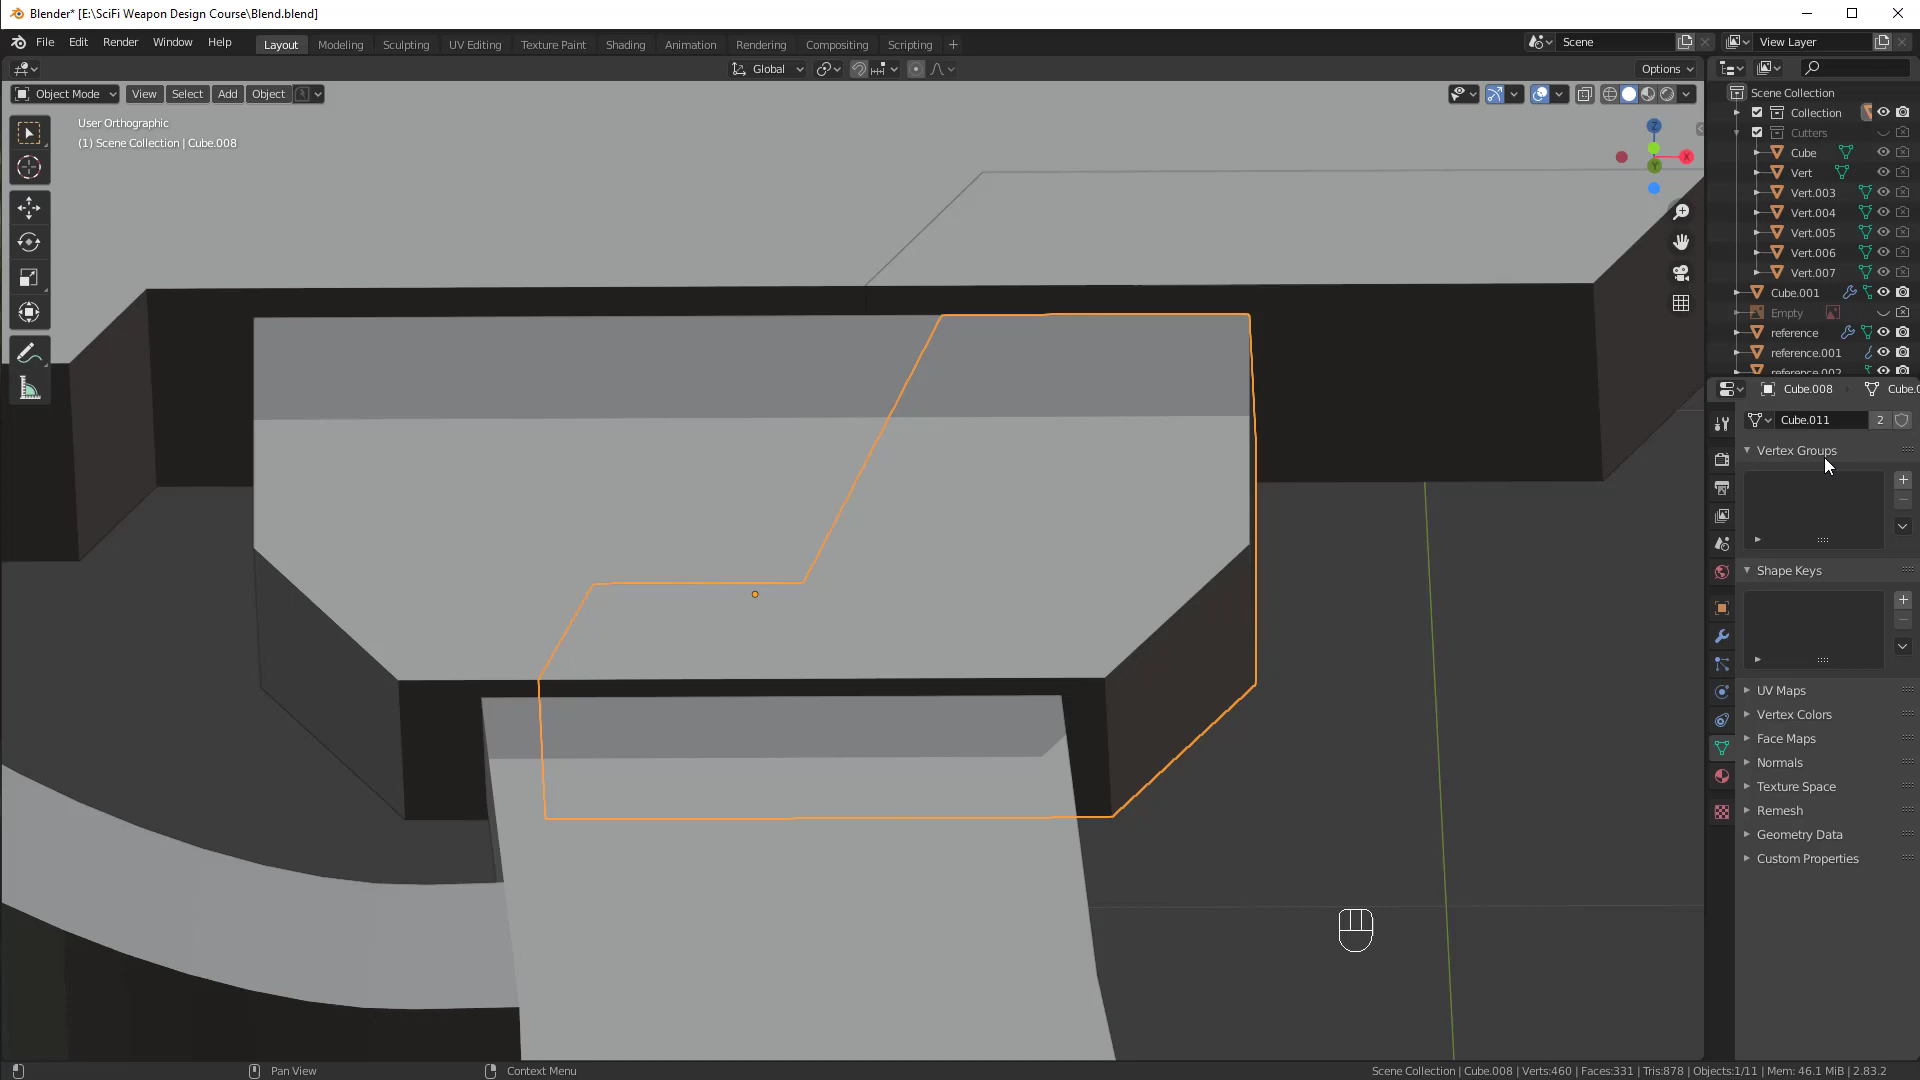 Blender* [E:\SciFi Weapon Design Course\Blend.blend]
File Edit Render Window Help Layout Modeling Sculpting UV Editing Texture Paint Shading Animation Rendering Compositing Scripting + Scene View Layer
Global Options
Object Mode View Select Add Object
User Orthographic
(1) Scene Collection | Cube.008
Z
X
Y
Scene Collection
Collection
Cutters
Cube
Vert
Vert.003
Vert.004
Vert.005
Vert.006
Vert.007
Cube.001
Empty
reference
reference.001
reference.002
Cube.008 Cube.0
Cube.011 2
Vertex Groups
Shape Keys
UV Maps
Vertex Colors
Face Maps
Normals
Texture Space
Remesh
Geometry Data
Custom Properties
Pan View Context Menu Scene Collection | Cube.008 | Verts:460 | Faces:331 | Tris:878 | Objects:1/11 | Mem: 46.1 MiB | 2.83.2